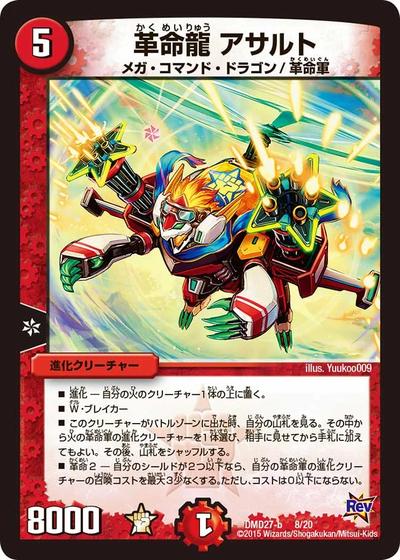 5
かくめいりゅう
革命龍 アサルト
かくめいぐん
メガ・コマンド・ドラゴン / 革命軍
進化クリーチャー
illus. Yuukoo009
■ 進化―自分の火のクリーチャー1体の上に置く。
■ W・ブレイカー
■ このクリーチャーがバトルゾーンに出た時、自分の山札を見る。その中
から火の革命軍の進化クリーチャーを1体選び、相手に見せてから手札に加え
てもよい。その後、山札をシャッフルする。
■ 革命2 ― 自分のシールドが2つ以下なら、自分の進化クリーチャ
ーの召喚コストを最大3少なくする。ただし、コストは0以下にならない。
8000
1
DMD27-b 8/20
©2015 Wizards/Shogakukan/Mitsui-Kids
Rev